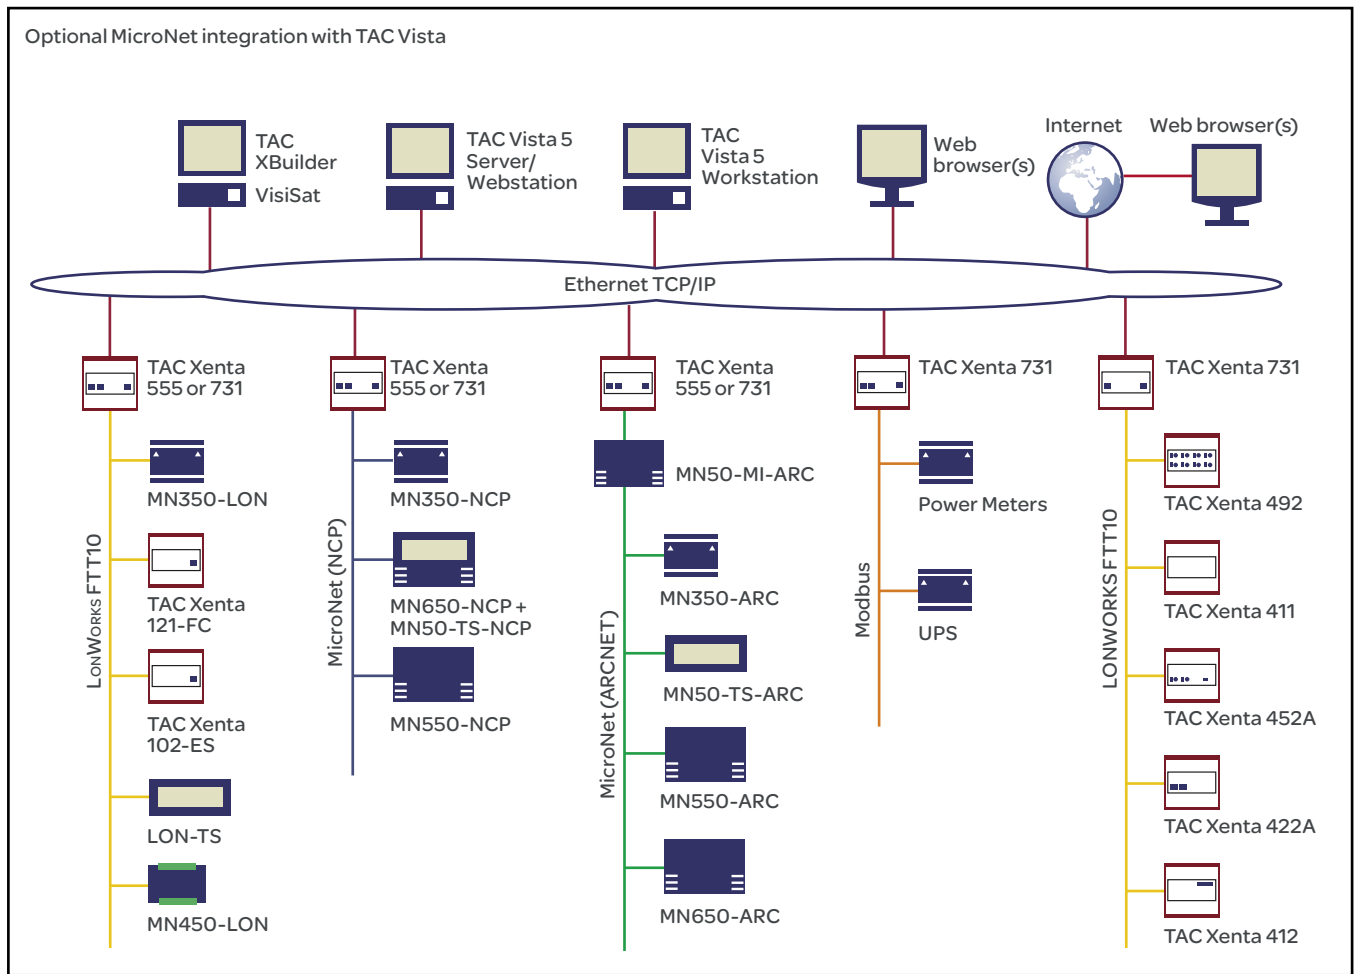 Optional MicroNet integration with TAC Vista
TAC
XBuilder
VisiSat
TAC Vista 5
Server/
Webstation
TAC
Vista 5
Workstation
Web
browser(s)
Internet
Web browser(s)
Ethernet TCP/IP
TAC Xenta
555 or 731
TAC Xenta
555 or 731
TAC Xenta
555 or 731
TAC Xenta 731
TAC Xenta 731
LONWORKS FTT10
MN350-LON
TAC Xenta
121-FC
TAC Xenta
102-ES
LON-TS
MN450-LON
MicroNet (NCP)
MN350-NCP
MN650-NCP +
MN50-TS-NCP
MN550-NCP
MicroNet (ARCNET)
MN50-MI-ARC
MN350-ARC
MN50-TS-ARC
MN550-ARC
MN650-ARC
Modbus
Power Meters
UPS
LONWORKS FTT10
TAC Xenta 492
TAC Xenta 411
TAC Xenta 452A
TAC Xenta 422A
TAC Xenta 412